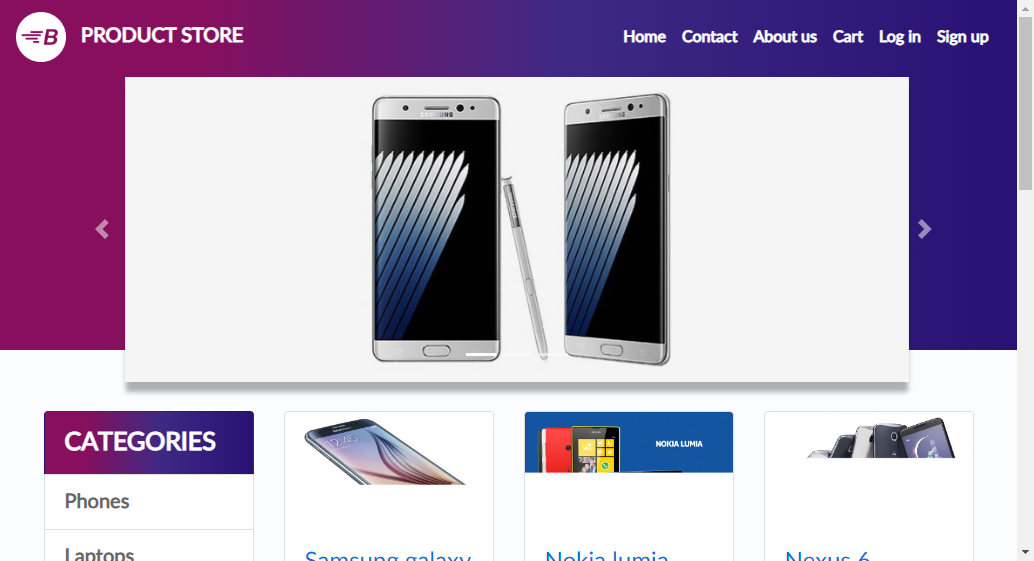 B
PRODUCT STORE
Home Contact About us Cart Log in Sign up
SAMSUNG
SAMSUNG
CATEGORIES
Phones
Laptops
NOKIA LUMIA
Samsung galaxy
Nokia lumia
Nexus 6